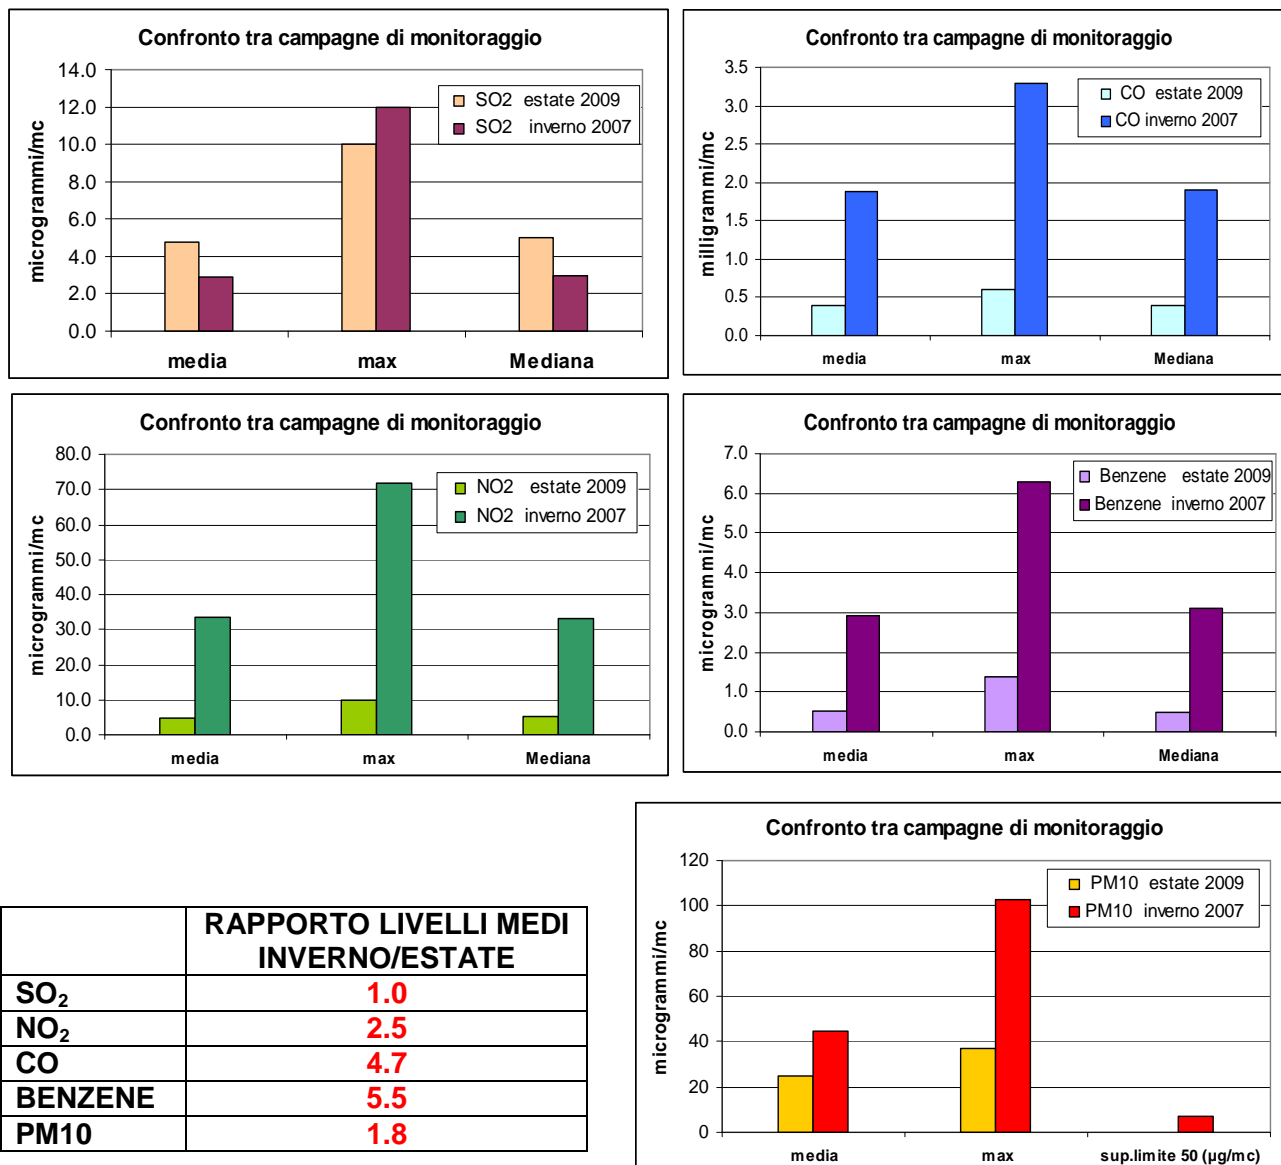 Confronto tra campagne di monitoraggio
microgrammi/mc
14.0
12.0
10.0
8.0
6.0
4.0
2.0
0.0
SO2 estate 2009
SO2 inverno 2007
media max Mediana
Confronto tra campagne di monitoraggio
milligrammi/mc
3.5
3.0
2.5
2.0
1.5
1.0
0.5
0.0
CO estate 2009
CO inverno 2007
media max Mediana
Confronto tra campagne di monitoraggio
microgrammi/mc
80.0
70.0
60.0
50.0
40.0
30.0
20.0
10.0
0.0
NO2 estate 2009
NO2 inverno 2007
media max Mediana
Confronto tra campagne di monitoraggio
microgrammi/mc
7.0
6.0
5.0
4.0
3.0
2.0
1.0
0.0
Benzene estate 2009
Benzene inverno 2007
media max Mediana
RAPPORTO LIVELLI MEDI
INVERNO/ESTATE
SO₂ 1.0
NO₂ 2.5
CO 4.7
BENZENE 5.5
PM10 1.8
Confronto tra campagne di monitoraggio
microgrammi/mc
120
100
80
60
40
20
0
PM10 estate 2009
PM10 inverno 2007
media max sup.limite 50 (µg/mc)